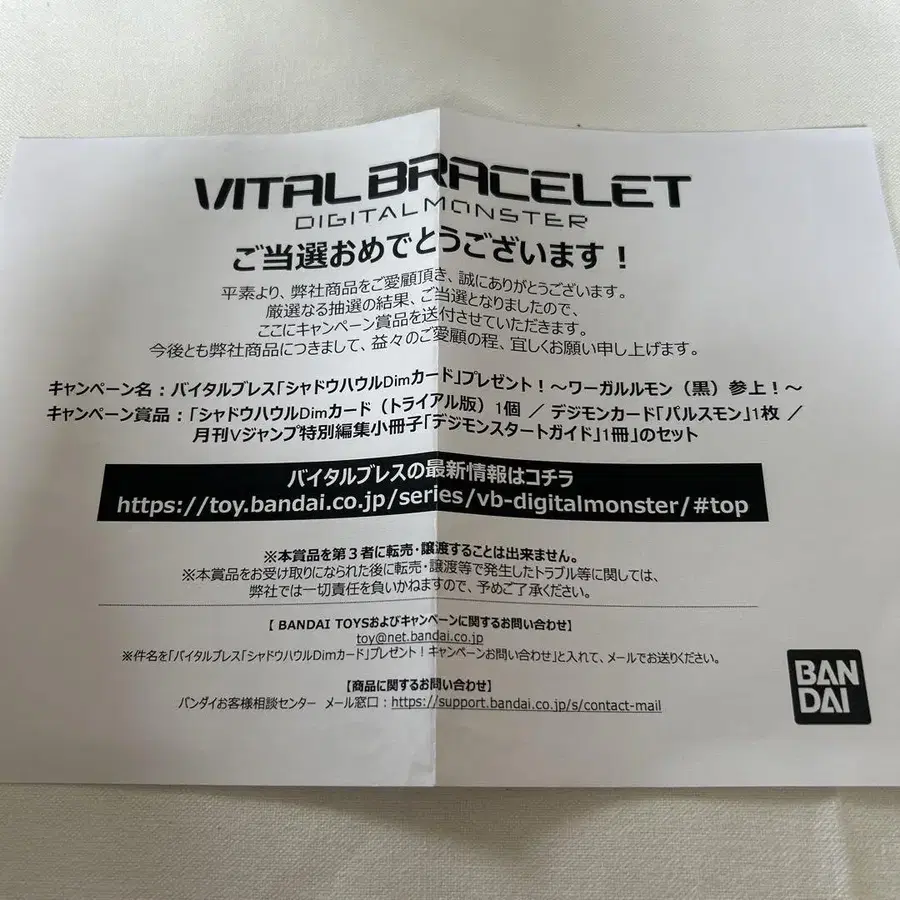 VITAL BRACELET
DIGITALMONSTER
ご当選おめでとうございます！
平素より、弊社商品をご愛顧頂き、誠にありがとうございます。
厳選なる抽選の結果、ご当選となりましたので、
ここにキャンペーン賞品を送付させていただきます。
今後とも弊社商品につきまして、益々のご愛顧の程、宜しくお願い申し上げます。
キャンペーン名：バイタルブレス「シャドウハウルDimカード」プレゼント！～ワーガルルモン（黒）参上！～
キャンペーン賞品：「シャドウハウルDimカード（トライアル版）1個 ／ デジモンカード「パルスモン」1枚 ／
月刊Vジャンプ特別編集小冊子「デジモンスタートガイド」1冊」のセット
バイタルブレスの最新情報はコチラ
https://toy.bandai.co.jp/series/vb-digitalmonster/#top
※本賞品を第３者に転売・譲渡することは出来ません。
※本賞品をお受け取りになられた後に転売・譲渡等で発生したトラブル等に関しては、
弊社では一切責任を負いかねますので、予めご了承ください。
【 BANDAI TOYSおよびキャンペーンに関するお問い合わせ】
toy@net.bandai.co.jp
※件名を「バイタルブレス「シャドウハウルDimカード」プレゼント！キャンペーンお問い合わせ」と入れて、メールでお送りください。
【商品に関するお問い合わせ】
バンダイお客様相談センター メール窓口：https://support.bandai.co.jp/s/contact-mail
BAN
DAI